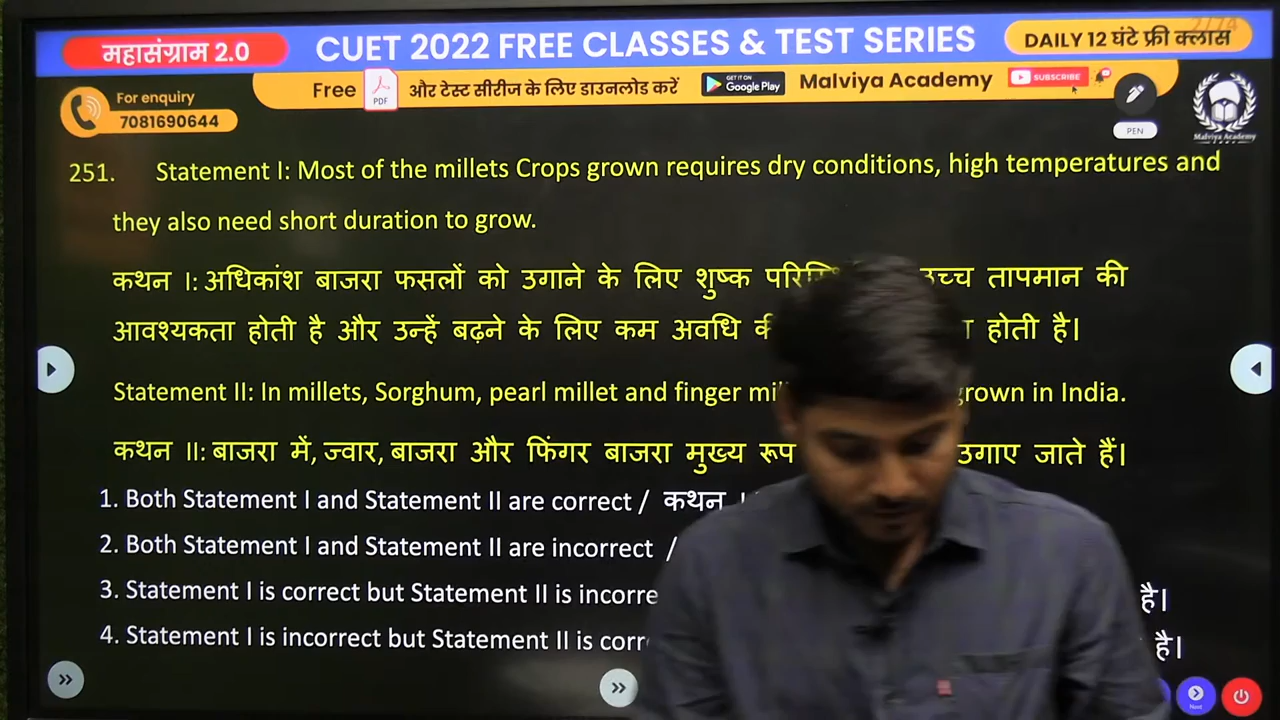 महासंग्राम 2.0
CUET 2022 FREE CLASSES & TEST SERIES
DAILY 12 घंटे फ्री क्लास
Free PDF और टेस्ट सीरीज के लिए डाउनलोड करें GET IT ON Google Play Malviya Academy SUBSCRIBE
For enquiry
7081690644
PEN
Malviya Academy
251. Statement I: Most of the millets Crops grown requires dry conditions, high temperatures and
they also need short duration to grow.
कथन I: अधिकांश बाजरा फसलों को उगाने के लिए शुष्क तापमान की
आवश्यकता होती है और उन्हें बढ़ने के लिए कम अवधि होती है।
Statement II: In millets, Sorghum, pearl millet and finger grown in India.
कथन II: बाजरा में, ज्वार, बाजरा और फिंगर बाजरा मुख्य रूप उगाए जाते हैं।
1. Both Statement I and Statement II are correct / कथन
2. Both Statement I and Statement II are incorrect /
3. Statement I is correct but Statement II is है।
4. Statement I is incorrect but Statement II is है।
Next